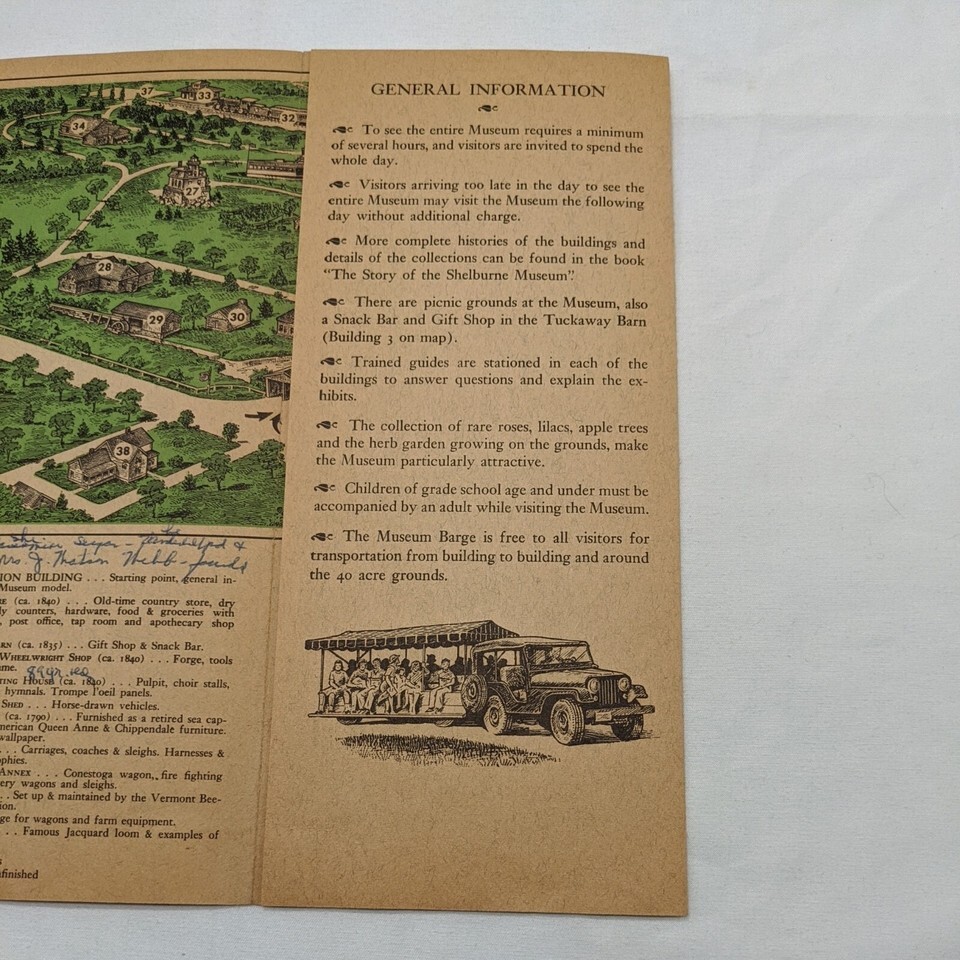 37
33
32
34
27
28
29
30
38
Mrs. J. Watson Webb -
ION BUILDING . . . Starting point, general in-
Museum model.
RE (ca. 1840) . . . Old-time country store, dry
ly counters, hardware, food & groceries with
, post office, tap room and apothecary shop
RN (ca. 1835) . . . Gift Shop & Snack Bar.
WHEELWRIGHT SHOP (ca. 1840) . . . Forge, tools
ame.
TING HOUSE (ca. 1840) . . . Pulpit, choir stalls,
hymnals. Trompe l'oeil panels.
SHED . . . Horse-drawn vehicles.
(ca. 1790) . . . Furnished as a retired sea cap-
merican Queen Anne & Chippendale furniture.
wallpaper.
. . . Carriages, coaches & sleighs. Harnesses &
ophies.
ANNEX . . . Conestoga wagon, fire fighting
ery wagons and sleighs.
. . Set up & maintained by the Vermont Bee-
ion.
ge for wagons and farm equipment.
. . . Famous Jacquard loom & examples of
s
nfinished
GENERAL INFORMATION
To see the entire Museum requires a minimum
of several hours, and visitors are invited to spend the
whole day.
Visitors arriving too late in the day to see the
entire Museum may visit the Museum the following
day without additional charge.
More complete histories of the buildings and
details of the collections can be found in the book
"The Story of the Shelburne Museum".
There are picnic grounds at the Museum, also
a Snack Bar and Gift Shop in the Tuckaway Barn
(Building 3 on map).
Trained guides are stationed in each of the
buildings to answer questions and explain the ex-
hibits.
The collection of rare roses, lilacs, apple trees
and the herb garden growing on the grounds, make
the Museum particularly attractive.
Children of grade school age and under must be
accompanied by an adult while visiting the Museum.
The Museum Barge is free to all visitors for
transportation from building to building and around
the 40 acre grounds.